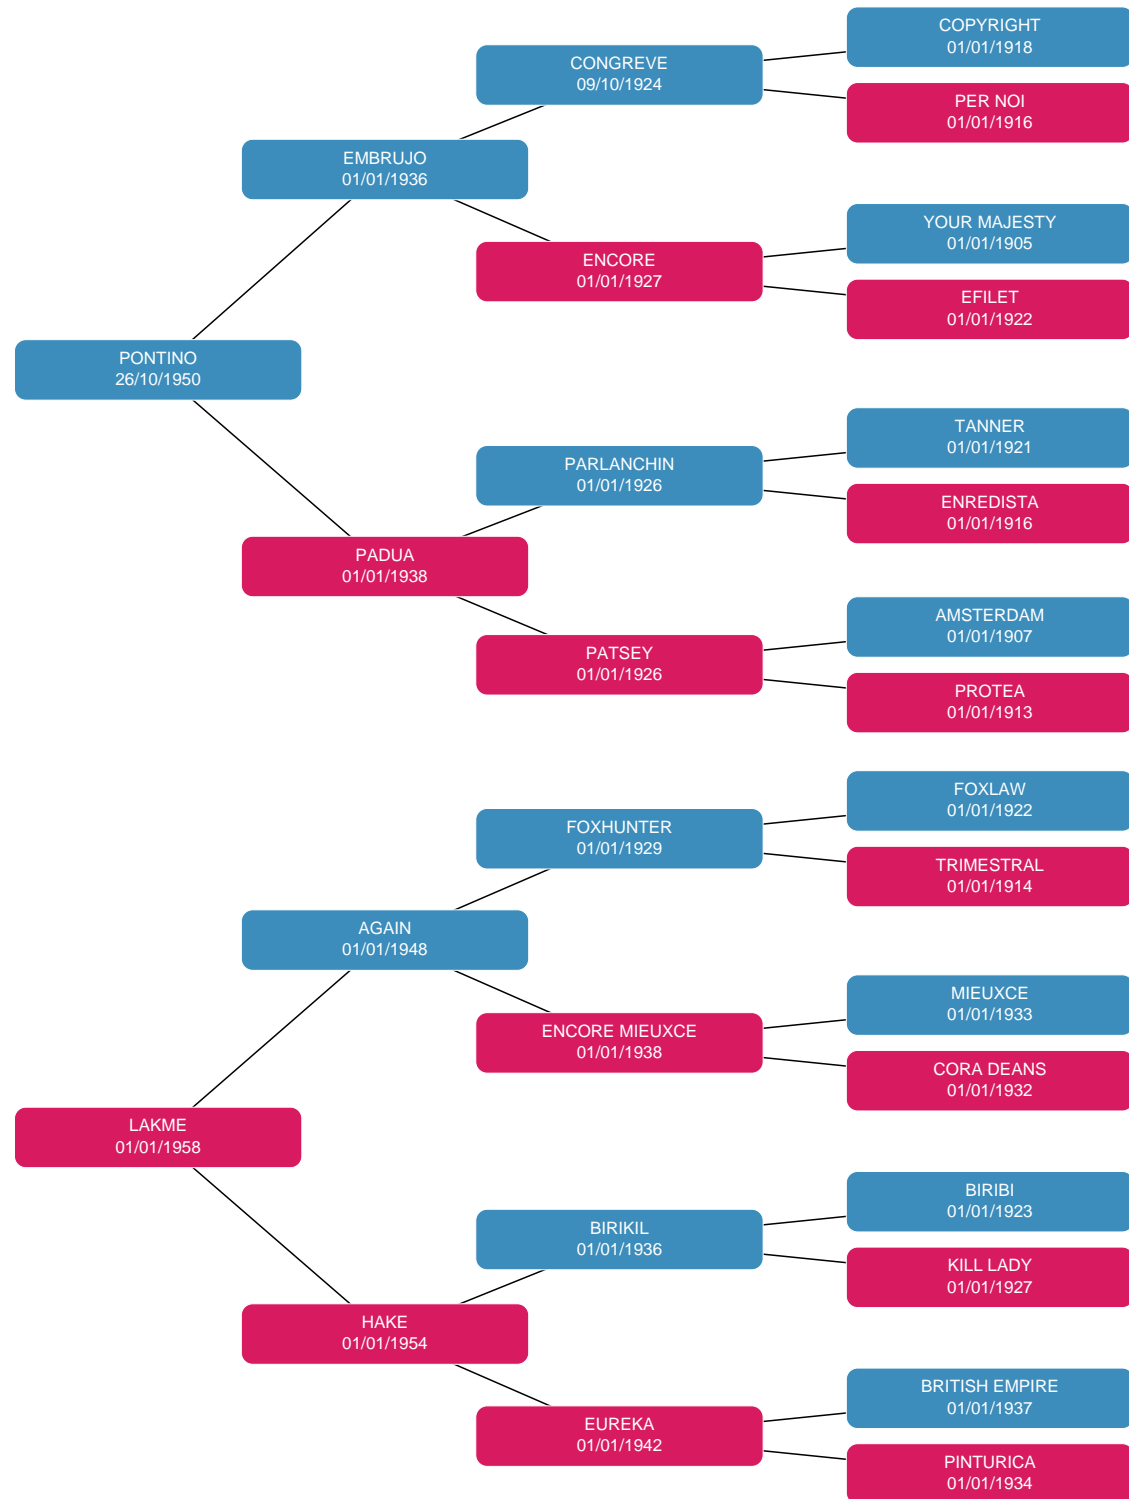 COPYRIGHT
01/01/1918
CONGREVE
09/10/1924
PER NOI
01/01/1916
EMBRUJO
01/01/1936
YOUR MAJESTY
01/01/1905
ENCORE
01/01/1927
EFILET
01/01/1922
PONTINO
26/10/1950
TANNER
01/01/1921
PARLANCHIN
01/01/1926
ENREDISTA
01/01/1916
PADUA
01/01/1938
AMSTERDAM
01/01/1907
PATSEY
01/01/1926
PROTEA
01/01/1913
FOXLAW
01/01/1922
FOXHUNTER
01/01/1929
TRIMESTRAL
01/01/1914
AGAIN
01/01/1948
MIEUXCE
01/01/1933
ENCORE MIEUXCE
01/01/1938
CORA DEANS
01/01/1932
LAKME
01/01/1958
BIRIBI
01/01/1923
BIRIKIL
01/01/1936
KILL LADY
01/01/1927
HAKE
01/01/1954
BRITISH EMPIRE
01/01/1937
EUREKA
01/01/1942
PINTURICA
01/01/1934